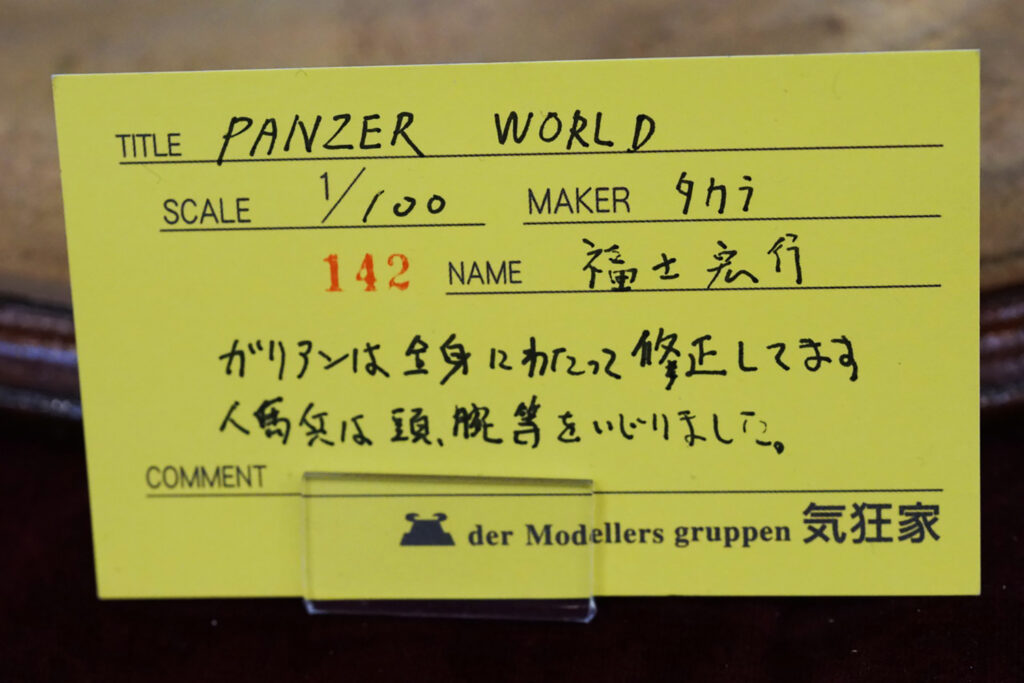 TITLE PANZER WORLD
SCALE 1/100 MAKER タカラ
142 NAME 福士宏行
ガリアンは全身にわたって修正してます
人馬兵は頭、腕等をいじりました。
COMMENT
der Modellers gruppen 気狂家